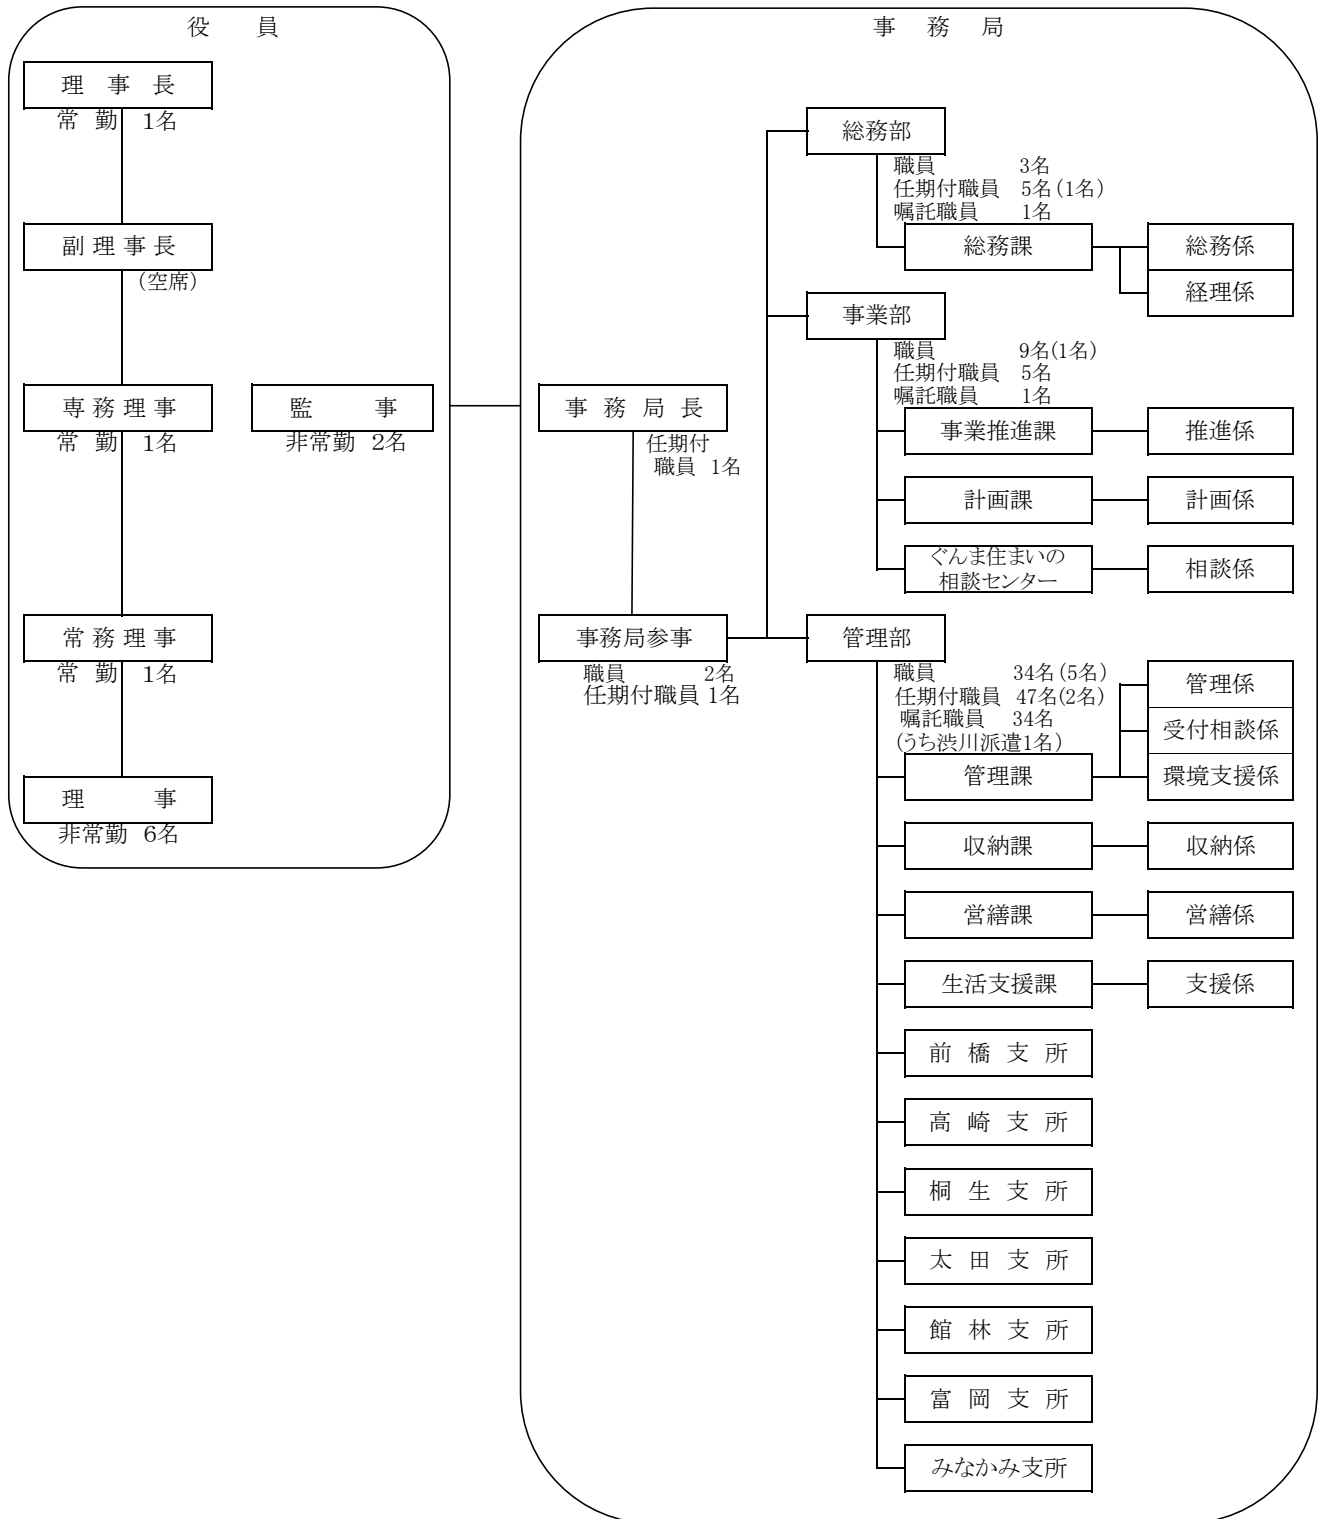 役　　員
理　事　長
常　勤　1名
副 理 事 長
(空席)
専 務 理 事
常　勤　1名
監　　　事
非常勤　2名
常 務 理 事
常　勤　1名
理　　　事
非常勤　6名
事　務　局
事 務 局 長
任期付
職員 1名
事務局参事
職員　　　2名
任期付職員 1名
総務部
職員　　　3名
任期付職員　5名(1名)
嘱託職員　　1名
総務課
総務係
経理係
事業部
職員　　　9名(1名)
任期付職員　5名
嘱託職員　　1名
事業推進課
推進係
計画課
計画係
ぐんま住まいの
相談センター
相談係
管理部
職員　　　34名(5名)
任期付職員 47名(2名)
嘱託職員　34名
(うち渋川派遣1名)
管理課
管理係
受付相談係
環境支援係
収納課
収納係
営繕課
営繕係
生活支援課
支援係
前 橋 支 所
高 崎 支 所
桐 生 支 所
太 田 支 所
館 林 支 所
富 岡 支 所
みなかみ支所